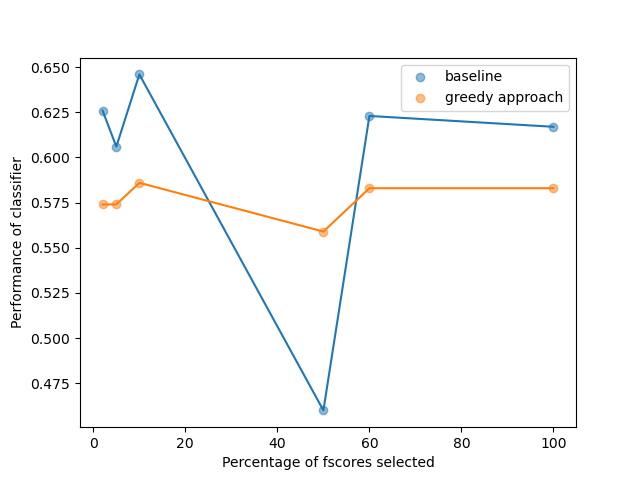 baseline
greedy approach
0.650
0.625
0.600
0.575
0.550
0.525
0.500
0.475
Performance of classifier
0 20 40 60 80 100
Percentage of fscores selected